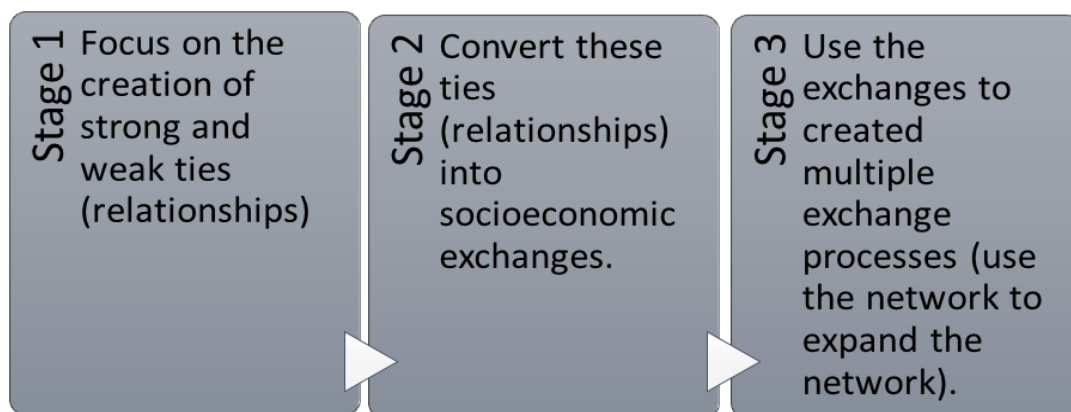 Stage 1
Focus on the
creation of
strong and
weak ties
(relationships)
Stage 2
Convert these
ties
(relationships)
into
socioeconomic
exchanges.
Stage 3
Use the
exchanges to
created
multiple
exchange
processes (use
the network to
expand the
network).